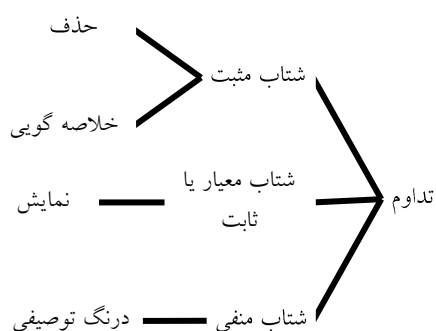 تداوم
شتاب مثبت
حذف
خلاصه گویی
شتاب معیار یا
ثابت
نمایش
شتاب منفی
درنگ توصیفی